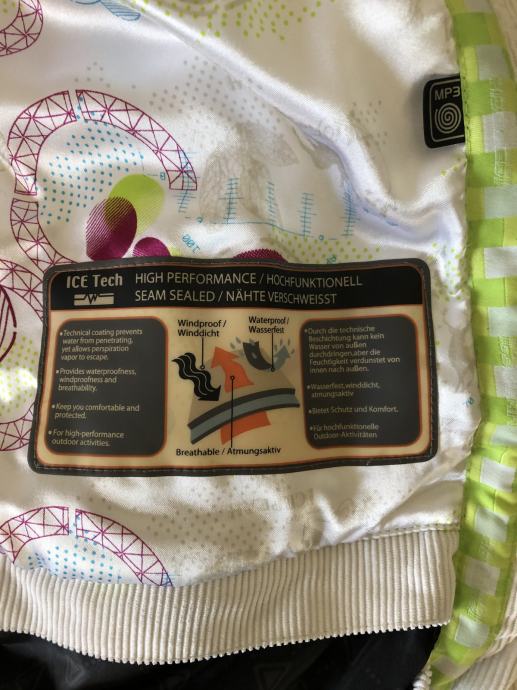 MP3
ICE Tech
HIGH PERFORMANCE / HOCHFUNKTIONELL
SEAM SEALED / NÄHTE VERSCHWEISST
•Technical coating prevents
water from penetrating,
yet allows perspiration
vapor to escape.
•Provides waterproofness,
windproofness and
breathability.
•Keep you comfortable and
protected.
•For high-performance
outdoor activities.
Windproof /
Winddicht
Waterproof /
Wasserfest
Breathable / Atmungsaktiv
•Durch die technische
Beschichtung kann kein
Wasser von außen
durchdringen,aber die
Feuchtigkeit verdunstet von
innen nach außen.
•Wasserfest,winddicht,
atmungsaktiv
•Bietet Schutz und Komfort.
•Für hochfunktionelle
Outdoor-Aktivitäten